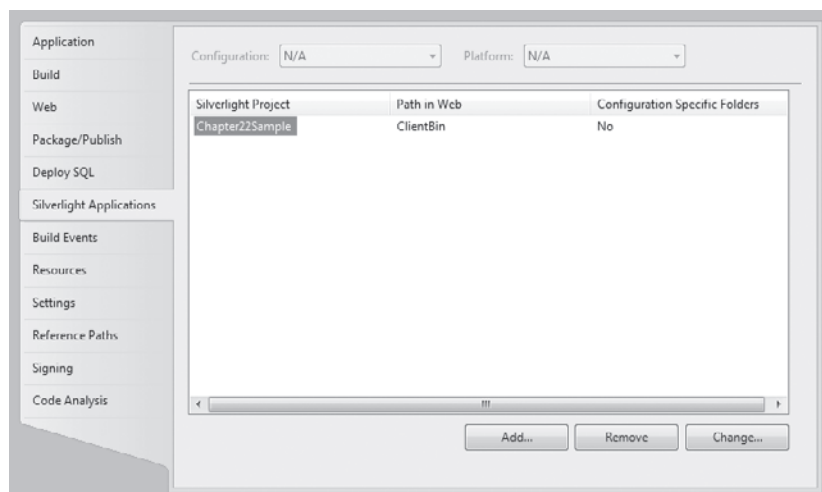 Application
Build
Web
Package/Publish
Deploy SQL
Silverlight Applications
Build Events
Resources
Settings
Reference Paths
Signing
Code Analysis
Configuration: N/A Platform: N/A
Silverlight Project Path in Web Configuration Specific Folders
Chapter22Sample ClientBin No
Add... Remove Change...